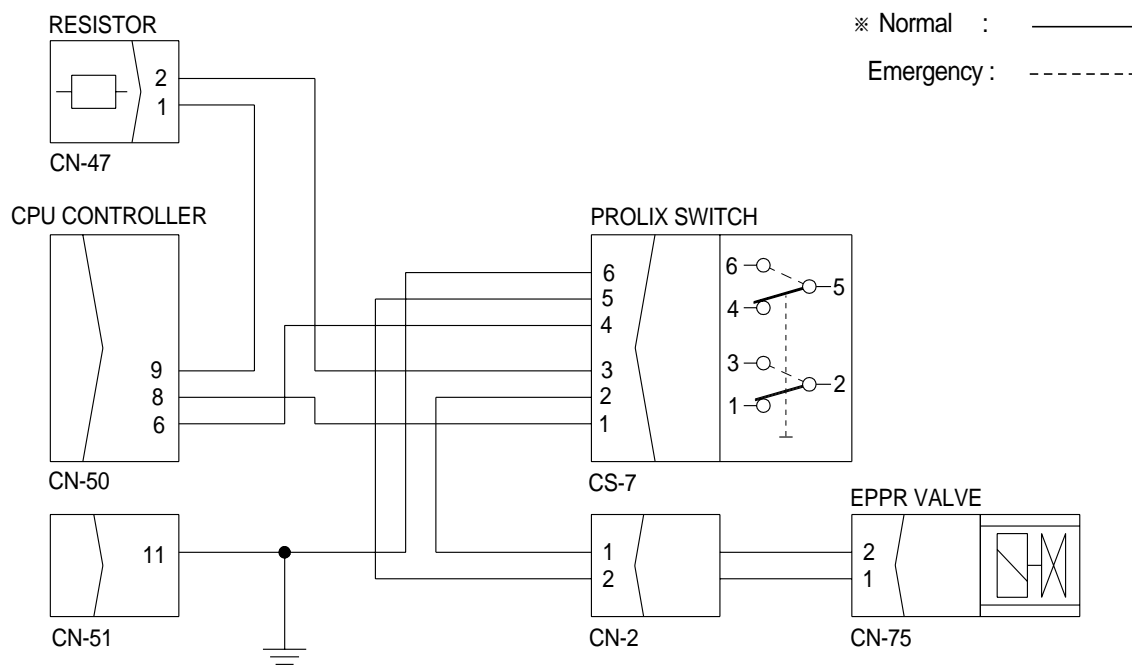 RESISTOR
2
1
CN-47
※ Normal :
Emergency :
CPU CONTROLLER
9
8
6
CN-50
PROLIX SWITCH
6
5
4
3
2
1
6
5
4
3
2
1
CS-7
11
CN-51
1
2
CN-2
EPPR VALVE
2
1
CN-75